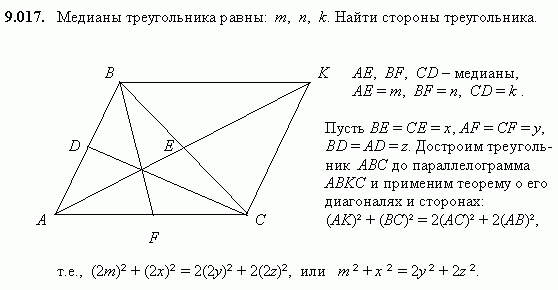 9.017. Медианы треугольника равны: m, n, k. Найти стороны треугольника.
B
K
AE, BF, CD – медианы,
AE = m, BF = n, CD = k .
D
E
A
C
F
Пусть BE = CE = x, AF = CF = y,
BD = AD = z. Достроим треуголь-
ник ABC до параллелограмма
ABKC и применим теорему о его
диагоналях и сторонах:
(AK)² + (BC)² = 2(AC)² + 2(AB)²,
т.е., (2m)² + (2x)² = 2(2y)² + 2(2z)², или m² + x² = 2y² + 2z².